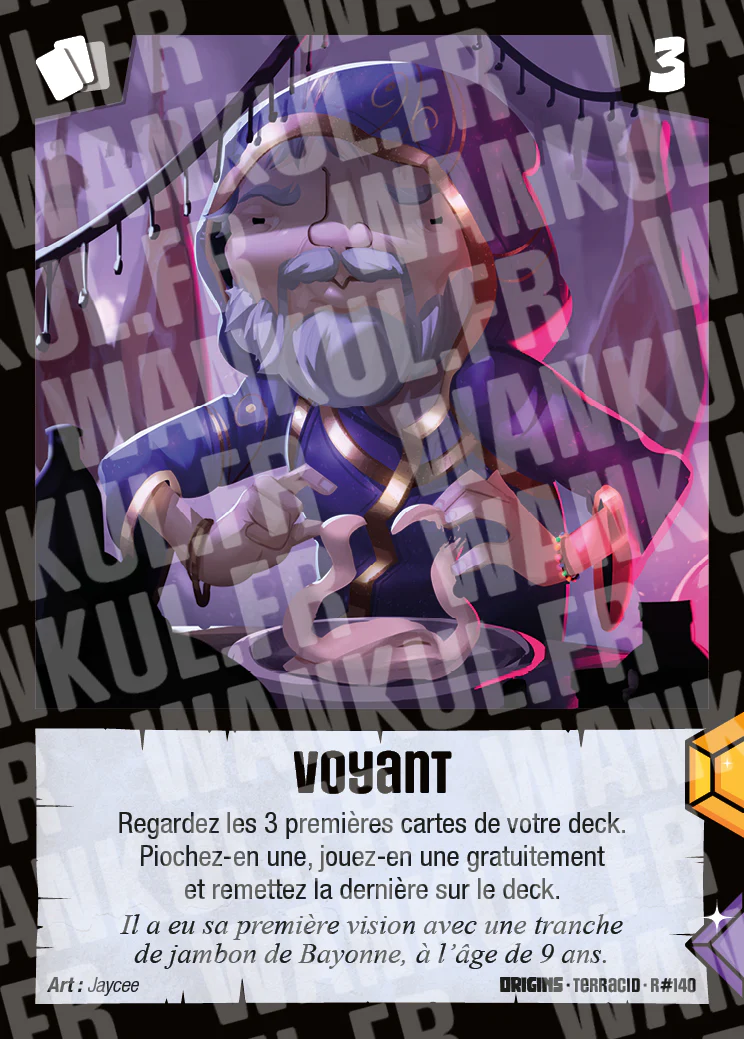 3
VOYANT
Regardez les 3 premières cartes de votre deck.
Piochez-en une, jouez-en une gratuitement
et remettez la dernière sur le deck.
Il a eu sa première vision avec une tranche
de jambon de Bayonne, à l’âge de 9 ans.
Art : Jaycee
ORIGINS · TERRACID · R#140
WANKUL.FR